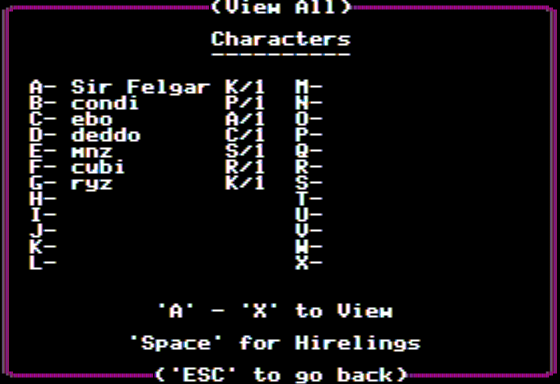 (View All)
Characters
----------
A- Sir Felgar K/1 M-
B- condi P/1 N-
C- ebo A/1 O-
D- deddo C/1 P-
E- mnz S/1 Q-
F- cubi R/1 R-
G- ryz K/1 S-
H- T-
I- U-
J- V-
K- W-
L- X-
'A' - 'X' to View
'Space' for Hirelings
('ESC' to go back)